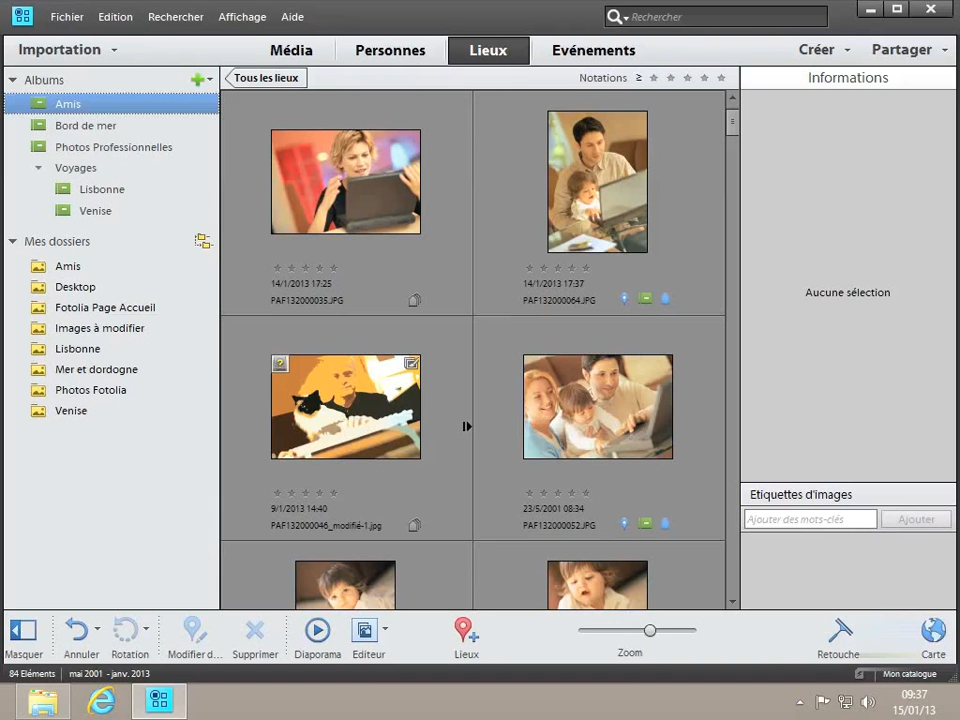 Fichier Edition Rechercher Affichage Aide Rechercher
Importation Média Personnes Lieux Evénements Créer Partager
Albums Tous les lieux Notations ≥ Informations
Amis
Bord de mer
Photos Professionnelles
Voyages
Lisbonne
Venise
Mes dossiers
Amis
Desktop
Fotolia Page Accueil
Images à modifier
Lisbonne
Mer et dordogne
Photos Fotolia
Venise
14/1/2013 17:25 14/1/2013 17:37
PAF132000035.JPG PAF132000064.JPG
9/1/2013 14:40 23/5/2001 08:34
PAF132000046_modifié-1.jpg PAF132000052.JPG
Aucune sélection
Etiquettes d'images
Ajouter des mots-clés Ajouter
Masquer Annuler Rotation Modifier d... Supprimer Diaporama Editeur Lieux Zoom Retouche Carte
84 Eléments mai 2001 - janv. 2013 Mon catalogue
09:37
15/01/13